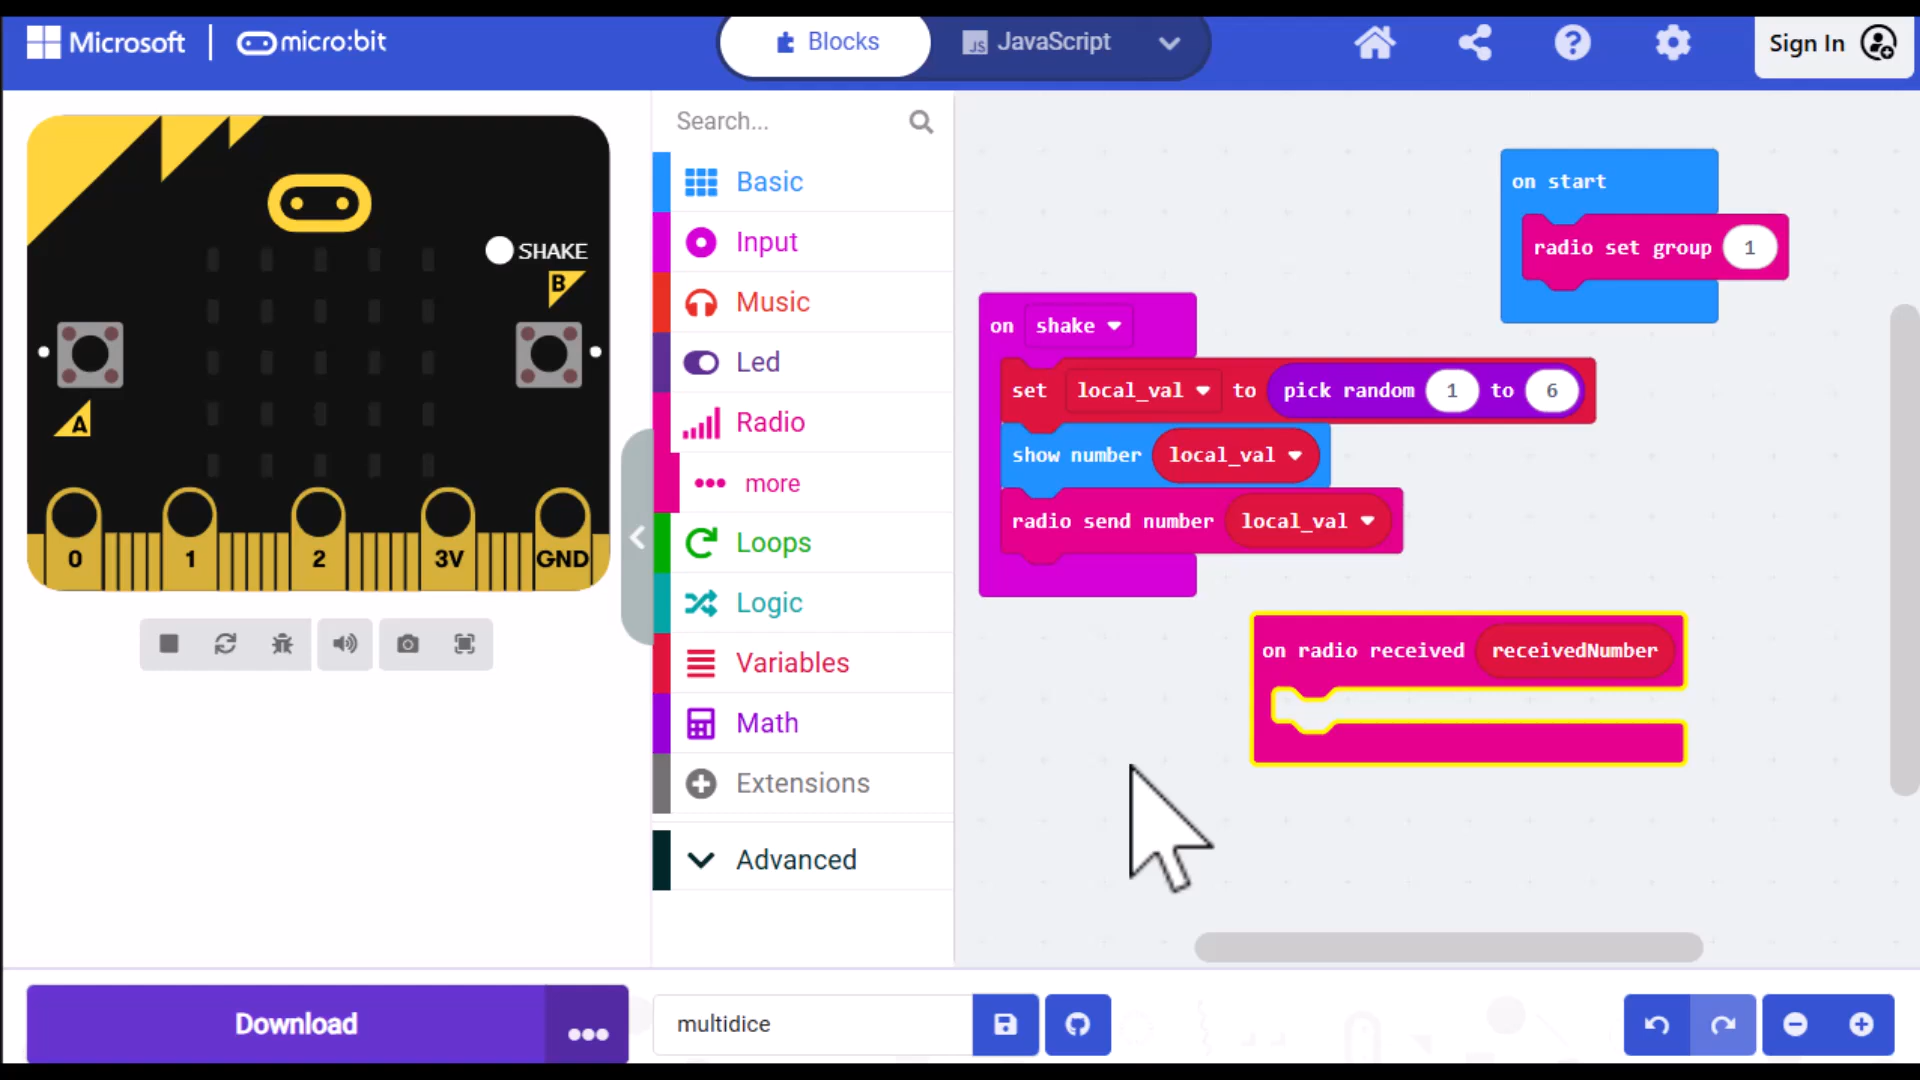 Microsoft | micro:bit
Blocks
JavaScript
Sign In
SHAKE
B
A
0 1 2 3V GND
Search...
Basic
Input
Music
Led
Radio
more
Loops
Logic
Variables
Math
Extensions
Advanced
on start
radio set group 1
on shake
set local_val to pick random 1 to 6
show number local_val
radio send number local_val
on radio received receivedNumber
Download
multidice